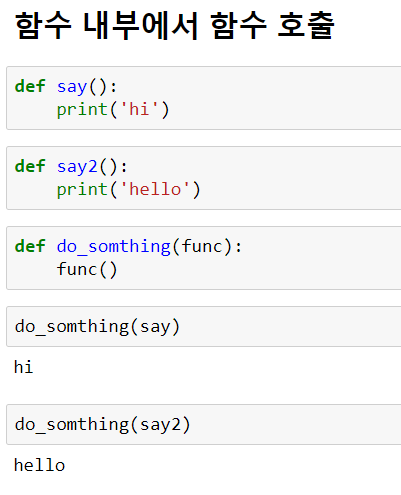 함수 내부에서 함수 호출
def say():
    print('hi')
def say2():
    print('hello')
def do_somthing(func):
    func()
do_somthing(say)
hi
do_somthing(say2)
hello